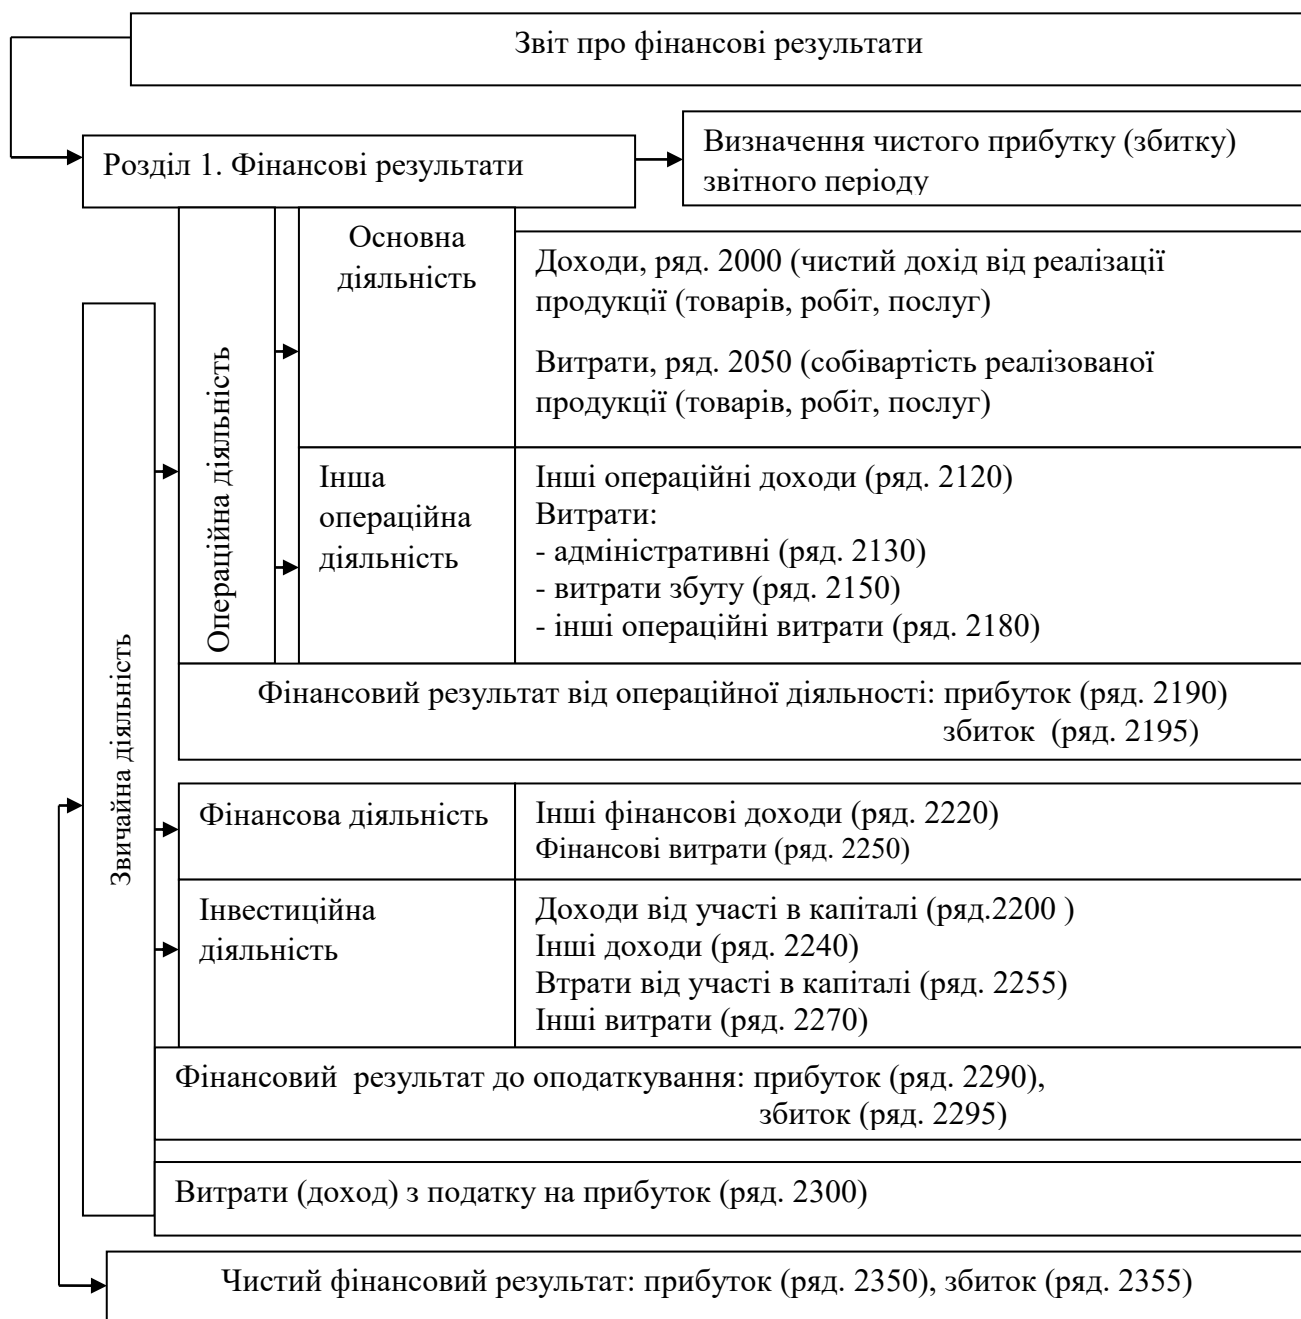 Звіт про фінансові результати
Розділ 1. Фінансові результати
Визначення чистого прибутку (збитку)
звітного періоду
Звичайна діяльність
Операційна діяльність
Основна
діяльність
Доходи, ряд. 2000 (чистий дохід від реалізації
продукції (товарів, робіт, послуг)
Витрати, ряд. 2050 (собівартість реалізованої
продукції (товарів, робіт, послуг)
Інша
операційна
діяльність
Інші операційні доходи (ряд. 2120)
Витрати:
- адміністративні (ряд. 2130)
- витрати збуту (ряд. 2150)
- інші операційні витрати (ряд. 2180)
Фінансовий результат від операційної діяльності: прибуток (ряд. 2190)
збиток (ряд. 2195)
Фінансова діяльність
Інші фінансові доходи (ряд. 2220)
Фінансові витрати (ряд. 2250)
Інвестиційна
діяльність
Доходи від участі в капіталі (ряд.2200 )
Інші доходи (ряд. 2240)
Втрати від участі в капіталі (ряд. 2255)
Інші витрати (ряд. 2270)
Фінансовий результат до оподаткування: прибуток (ряд. 2290),
збиток (ряд. 2295)
Витрати (доход) з податку на прибуток (ряд. 2300)
Чистий фінансовий результат: прибуток (ряд. 2350), збиток (ряд. 2355)